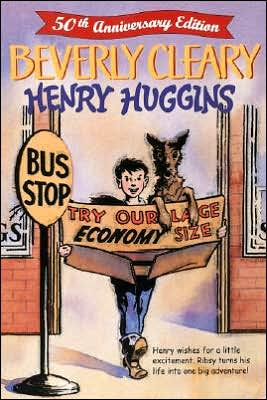 50th Anniversary Edition
BEVERLY CLEARY
HENRY HUGGINS
BUS
STOP
TRY OUR LA GE
ECONOMY SIZE
GS
Henry wishes for a little
excitement. Ribsy turns his
life into one big adventure!